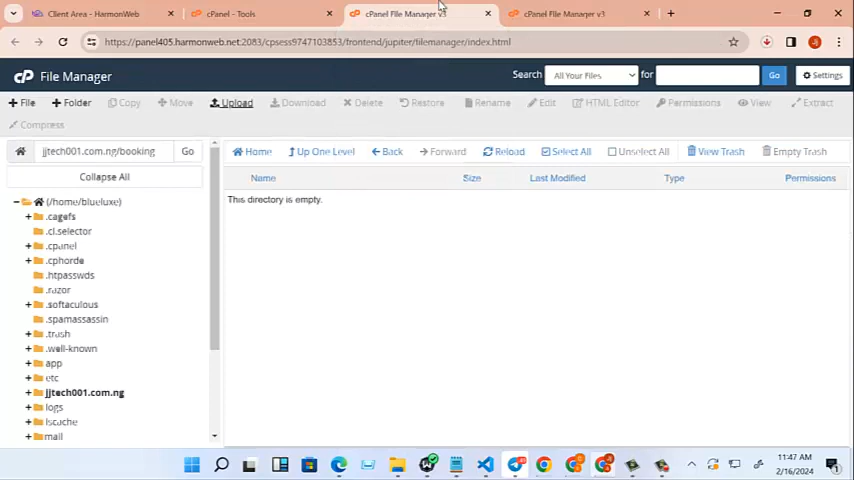 Client Area - HarmonWeb
cPanel - Tools
cPanel File Manager v3
cPanel File Manager v3
https://panel405.harmonweb.net:2083/cpsess9747103853/frontend/jupiter/filemanager/index.html
cP File Manager
Search All Your Files for Go Settings
File Folder Copy Move Upload Download Delete Restore Rename Edit HTML Editor Permissions View Extract
Compress
jjtech001.com.ng/booking Go
Home Up One Level Back Forward Reload Select All Unselect All View Trash Empty Trash
Collapse All
Name Size Last Modified Type Permissions
This directory is empty.
(/home/blueluxe)
.cagefs
.cl.selector
.cpanel
.cphorde
.htpasswds
.razor
.softaculous
.spamassassin
.trash
.well-known
app
etc
jjtech001.com.ng
logs
lscache
mail
11:47 AM
2/16/2024